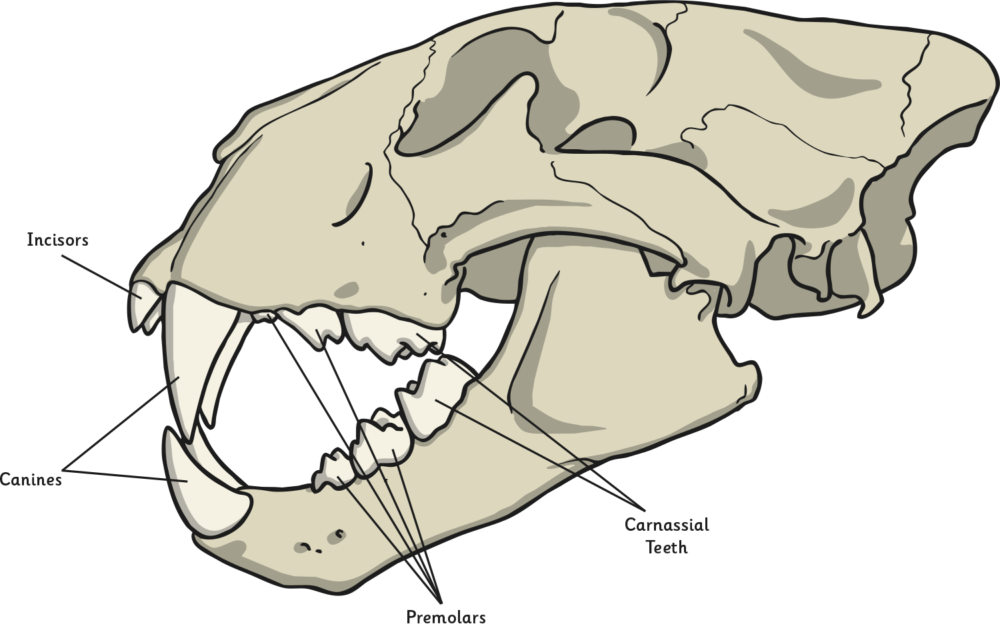 Incisors
Canines
Carnassial
Teeth
Premolars